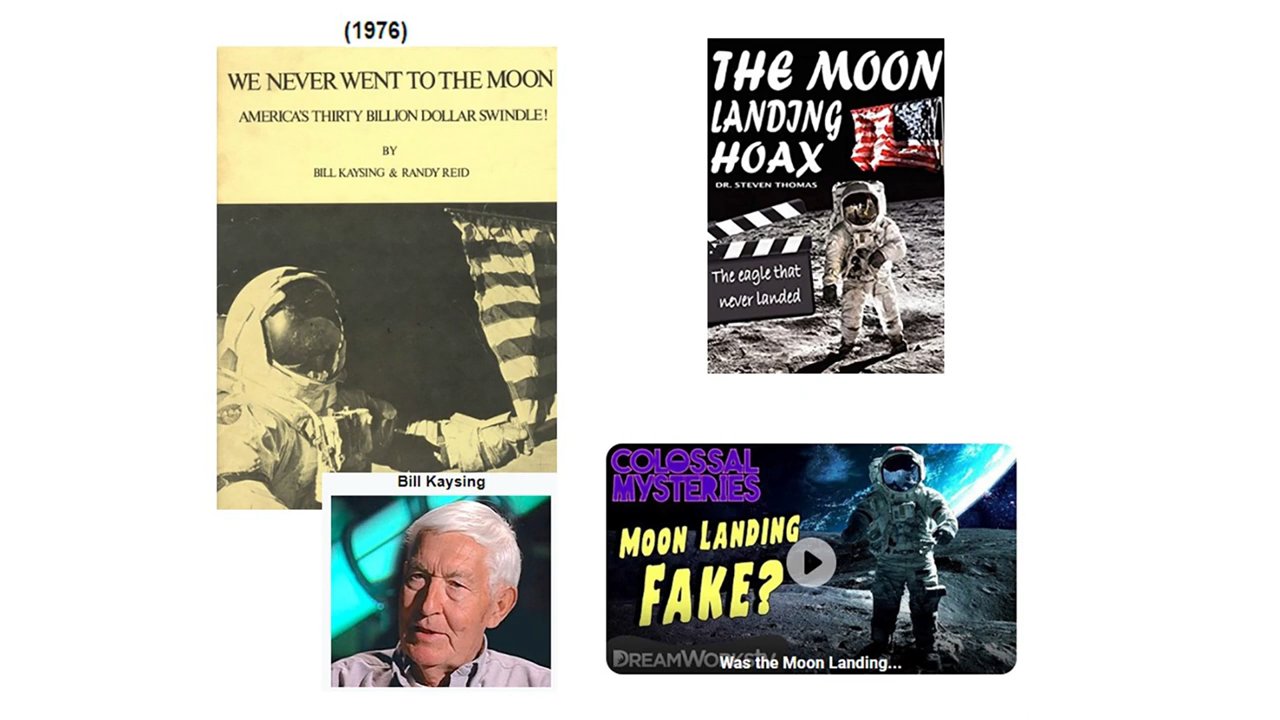 (1976)
WE NEVER WENT TO THE MOON
AMERICA'S THIRTY BILLION DOLLAR SWINDLE!
BY
BILL KAYSING & RANDY REID
Bill Kaysing
THE MOON
LANDING
HOAX
DR. STEVEN THOMAS
The eagle that
never landed
COLOSSAL
MYSTERIES
MOON LANDING
FAKE?
DREAMWORKSTV
Was the Moon Landing...